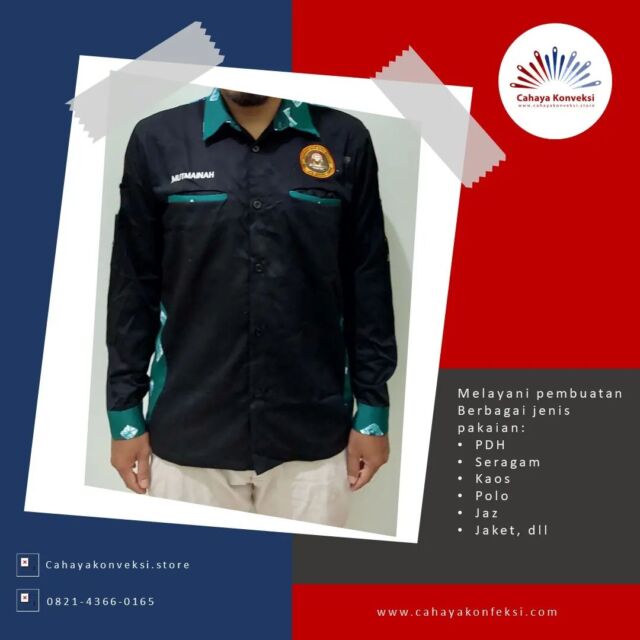 Cahaya Konveksi
www.cahayakonveksi.store
MUTMAINAH
Melayani pembuatan
Berbagai jenis
pakaian:
• PDH
• Seragam
• Kaos
• Polo
• Jaz
• Jaket, dll
Cahayakonveksi.store
0821-4366-0165
www.cahayakonfeksi.com